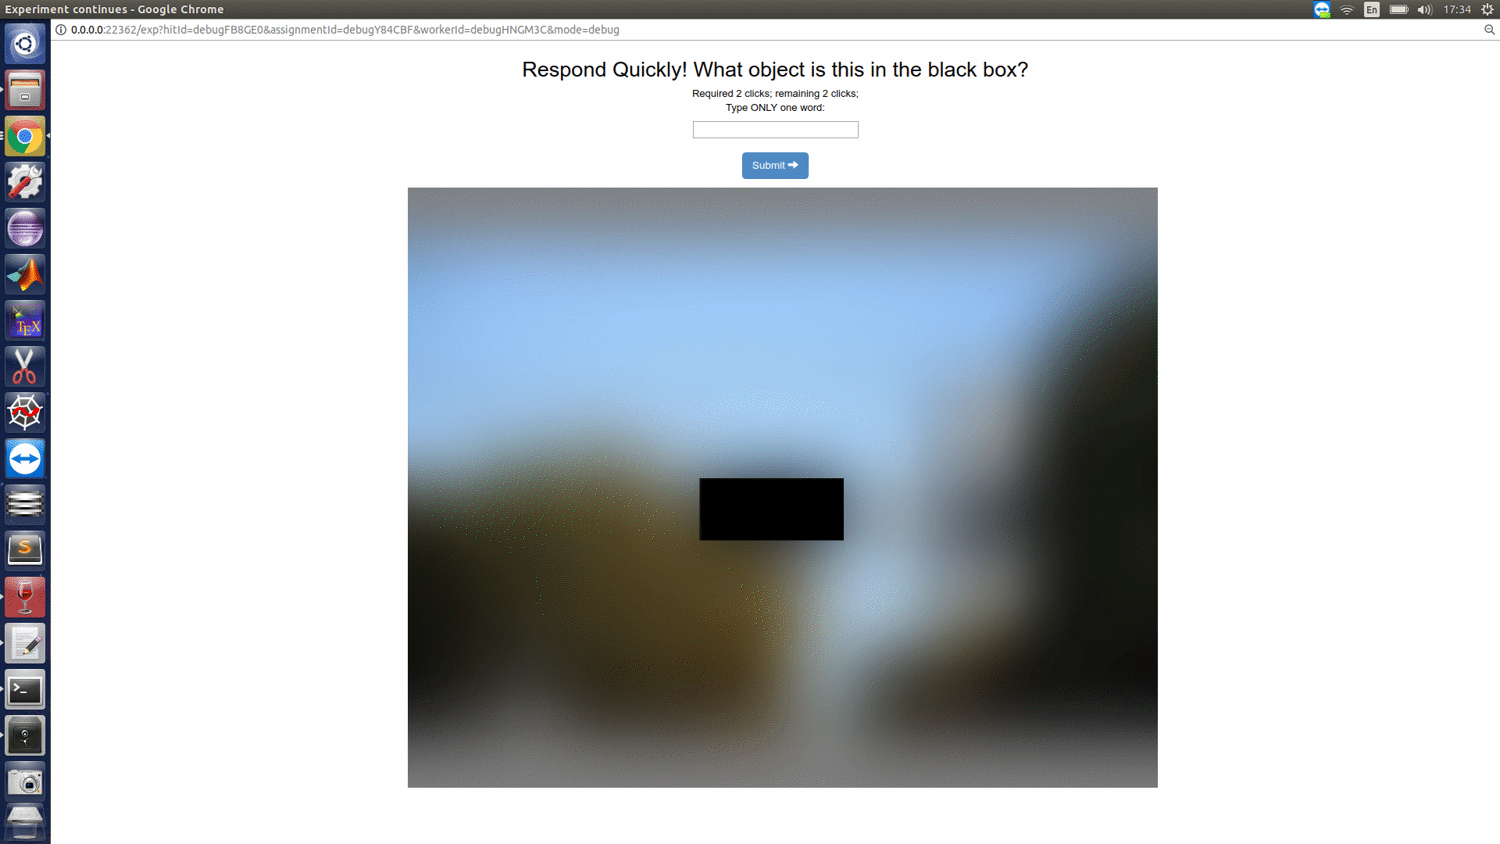 Experiment continues - Google Chrome
En
17:34
0.0.0.0:22362/exp?hitId=debugFB8GE0&assignmentId=debugY84CBF&workerId=debugHNGM3C&mode=debug
Respond Quickly! What object is this in the black box?
Required 2 clicks; remaining 2 clicks;
Type ONLY one word:
Submit
TEX
S
>_